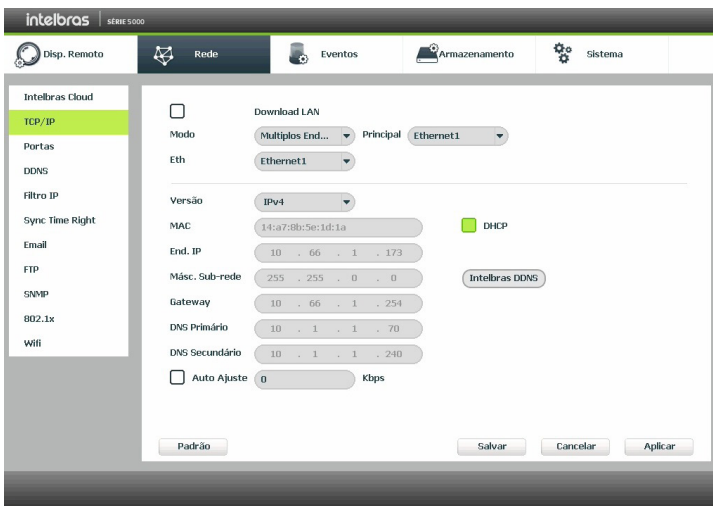 intelbras | SÉRIE 5000
Disp. Remoto Rede Eventos Armazenamento Sistema
Intelbras Cloud
TCP/IP
Portas
DDNS
Filtro IP
Sync Time Right
Email
FTP
SNMP
802.1x
Wifi
Download LAN
Modo Multiplos End... Principal Ethernet1
Eth Ethernet1
Versão IPv4
MAC 14:a7:8b:5e:1d:1a DHCP
End. IP 10 . 66 . 1 . 173
Másc. Sub-rede 255 . 255 . 0 . 0 Intelbras DDNS
Gateway 10 . 66 . 1 . 254
DNS Primário 10 . 1 . 1 . 70
DNS Secundário 10 . 1 . 1 . 240
Auto Ajuste 0 Kbps
Padrão Salvar Cancelar Aplicar